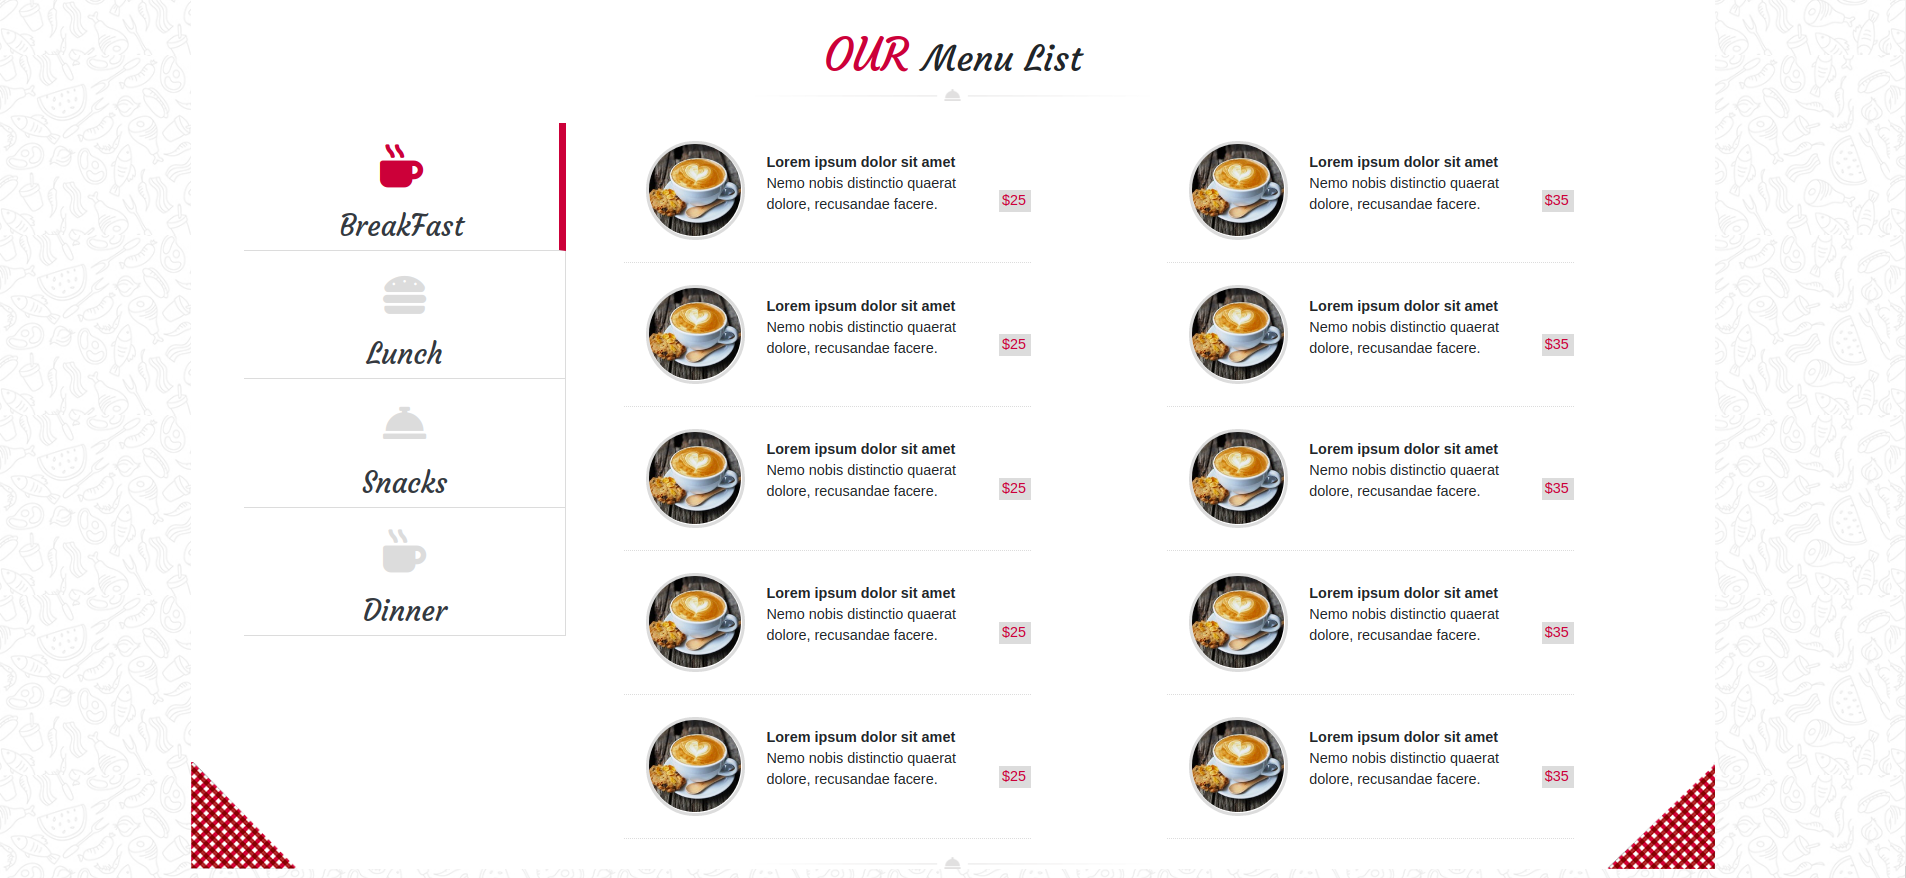 OUR Menu List
BreakFast
Lunch
Snacks
Dinner
Lorem ipsum dolor sit amet
Nemo nobis distinctio quaerat
dolore, recusandae facere.
$25
Lorem ipsum dolor sit amet
Nemo nobis distinctio quaerat
dolore, recusandae facere.
$25
Lorem ipsum dolor sit amet
Nemo nobis distinctio quaerat
dolore, recusandae facere.
$25
Lorem ipsum dolor sit amet
Nemo nobis distinctio quaerat
dolore, recusandae facere.
$25
Lorem ipsum dolor sit amet
Nemo nobis distinctio quaerat
dolore, recusandae facere.
$25
Lorem ipsum dolor sit amet
Nemo nobis distinctio quaerat
dolore, recusandae facere.
$35
Lorem ipsum dolor sit amet
Nemo nobis distinctio quaerat
dolore, recusandae facere.
$35
Lorem ipsum dolor sit amet
Nemo nobis distinctio quaerat
dolore, recusandae facere.
$35
Lorem ipsum dolor sit amet
Nemo nobis distinctio quaerat
dolore, recusandae facere.
$35
Lorem ipsum dolor sit amet
Nemo nobis distinctio quaerat
dolore, recusandae facere.
$35